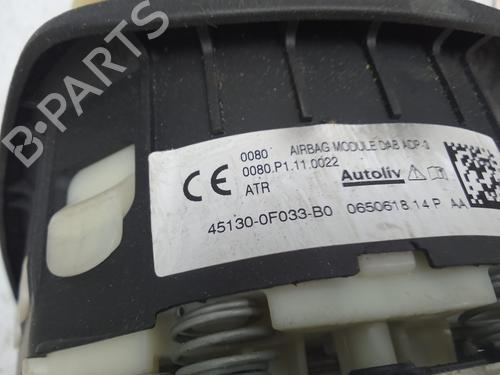 B-PARTS
0080 AIRBAG MODULE DAB ADP-3
0080.P1.11.0022
ATR
CE
Autoliv
45130-0F033-B0 0650618 14 P AA